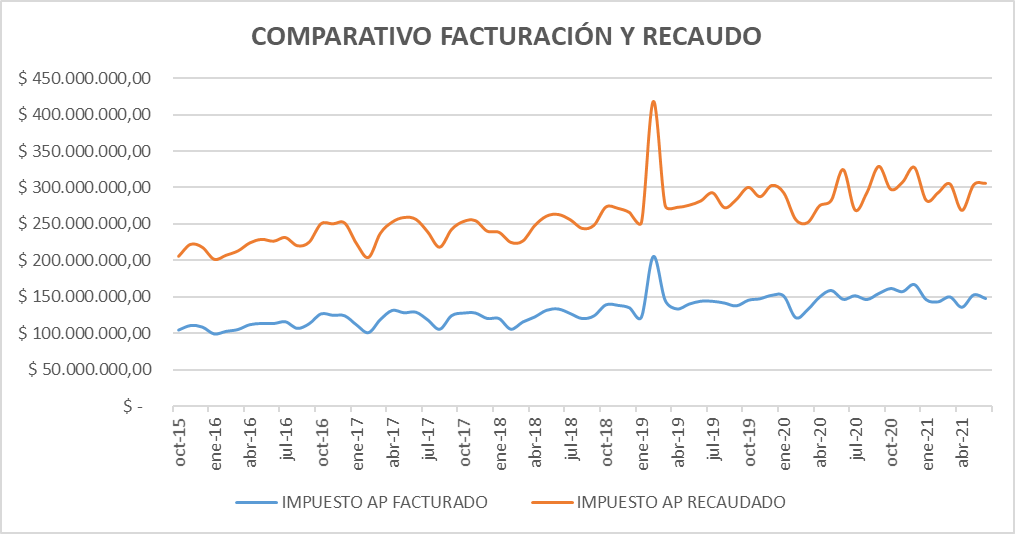 COMPARATIVO FACTURACIÓN Y RECAUDO
$ 450.000.000,00
$ 400.000.000,00
$ 350.000.000,00
$ 300.000.000,00
$ 250.000.000,00
$ 200.000.000,00
$ 150.000.000,00
$ 100.000.000,00
$ 50.000.000,00
$ -
oct-15
ene-16
abr-16
jul-16
oct-16
ene-17
abr-17
jul-17
oct-17
ene-18
abr-18
jul-18
oct-18
ene-19
abr-19
jul-19
oct-19
ene-20
abr-20
jul-20
oct-20
ene-21
abr-21
IMPUESTO AP FACTURADO
IMPUESTO AP RECAUDADO